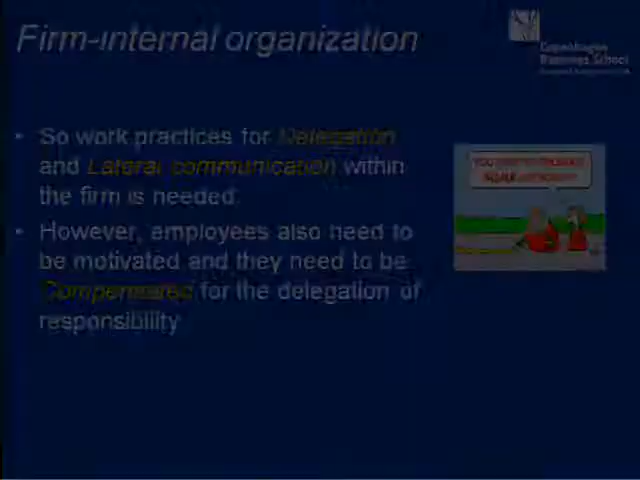 Firm-internal organization
Copenhagen
Business School
• So work practices for Delegation
and Lateral communication within
the firm is needed.
• However, employees also need to
be motivated and they need to be
Compensated for the delegation of
responsibility